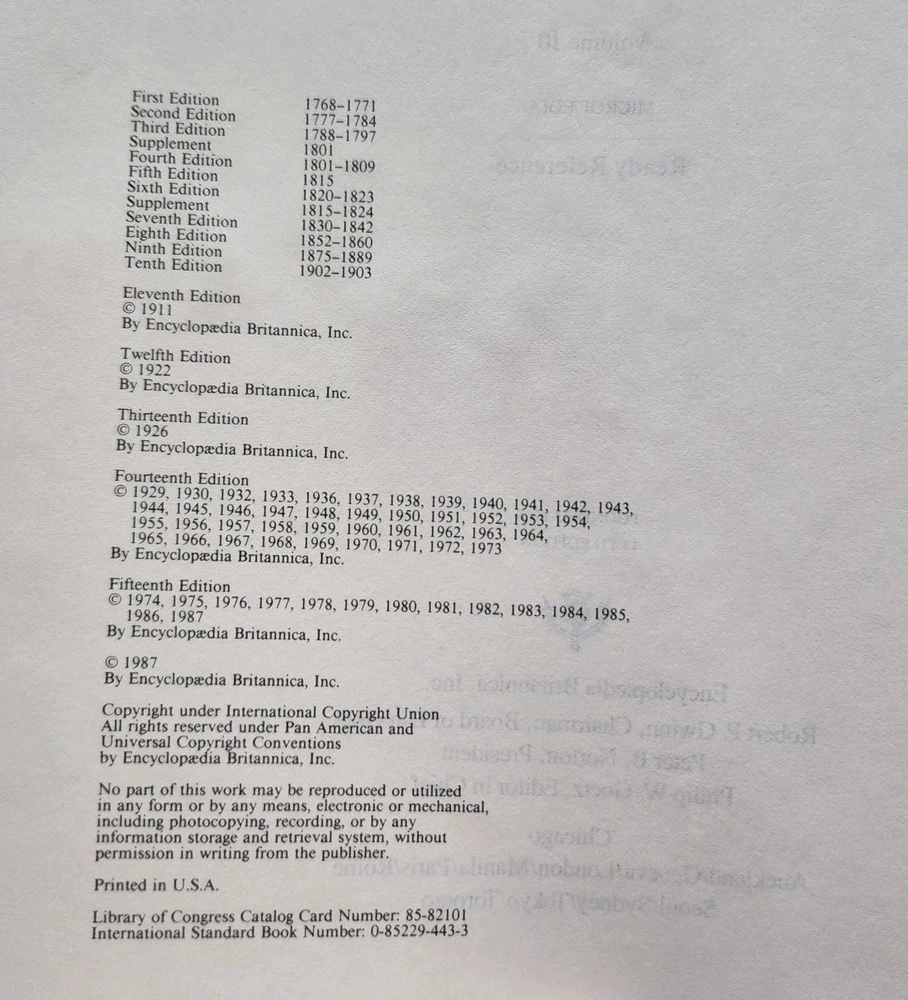 First Edition 1768–1771
Second Edition 1777–1784
Third Edition 1788–1797
Supplement 1801
Fourth Edition 1801–1809
Fifth Edition 1815
Sixth Edition 1820–1823
Supplement 1815–1824
Seventh Edition 1830–1842
Eighth Edition 1852–1860
Ninth Edition 1875–1889
Tenth Edition 1902–1903
Eleventh Edition
© 1911
By Encyclopædia Britannica, Inc.
Twelfth Edition
© 1922
By Encyclopædia Britannica, Inc.
Thirteenth Edition
© 1926
By Encyclopædia Britannica, Inc.
Fourteenth Edition
© 1929, 1930, 1932, 1933, 1936, 1937, 1938, 1939, 1940, 1941, 1942, 1943,
1944, 1945, 1946, 1947, 1948, 1949, 1950, 1951, 1952, 1953, 1954,
1955, 1956, 1957, 1958, 1959, 1960, 1961, 1962, 1963, 1964,
1965, 1966, 1967, 1968, 1969, 1970, 1971, 1972, 1973
By Encyclopædia Britannica, Inc.
Fifteenth Edition
© 1974, 1975, 1976, 1977, 1978, 1979, 1980, 1981, 1982, 1983, 1984, 1985,
1986, 1987
By Encyclopædia Britannica, Inc.
© 1987
By Encyclopædia Britannica, Inc.
Copyright under International Copyright Union
All rights reserved under Pan American and
Universal Copyright Conventions
by Encyclopædia Britannica, Inc.
No part of this work may be reproduced or utilized
in any form or by any means, electronic or mechanical,
including photocopying, recording, or by any
information storage and retrieval system, without
permission in writing from the publisher.
Printed in U.S.A.
Library of Congress Catalog Card Number: 85-82101
International Standard Book Number: 0-85229-443-3